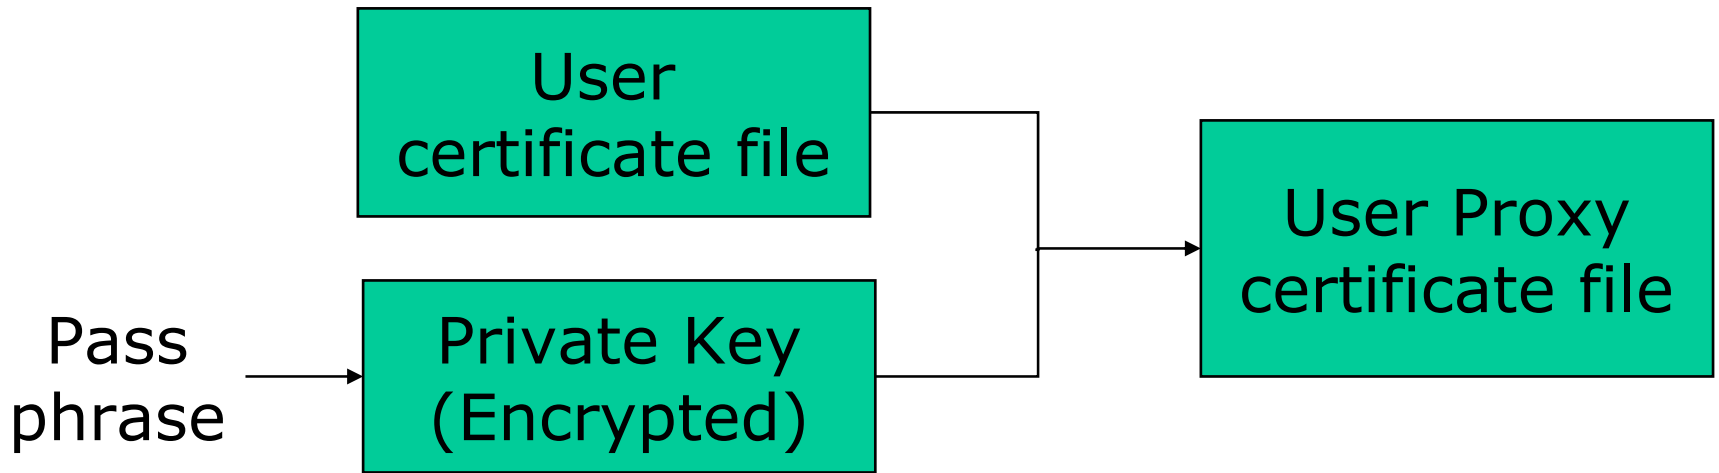 User
certificate file
User Proxy
certificate file
Pass
phrase
Private Key
(Encrypted)